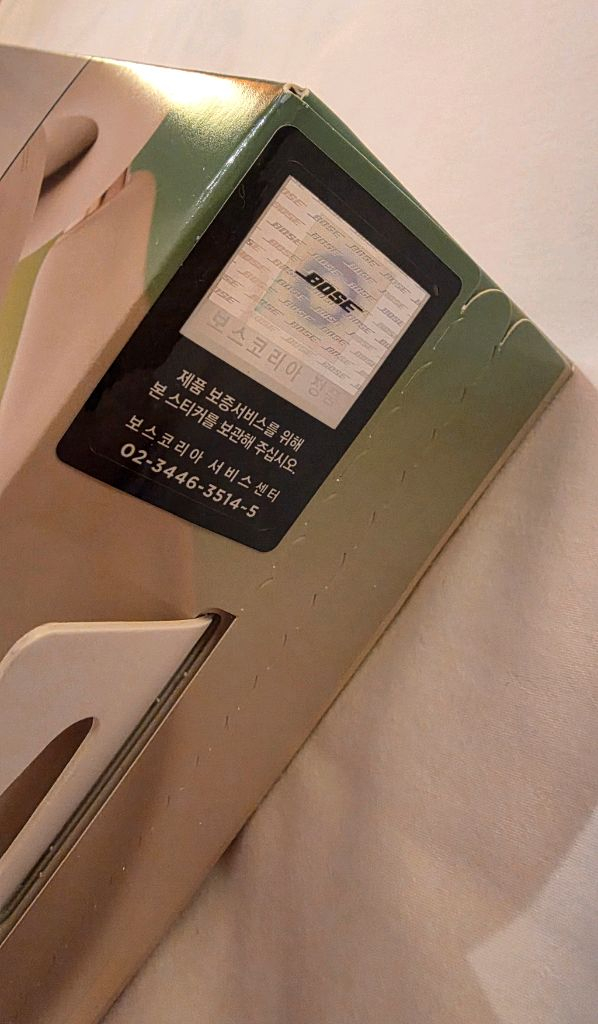 BOSE
보스코리아 정품
제품 보증서비스를 위해
본 스티커를 보관해 주십시오
보스코리아 서비스 센터
02-3446-3514-5